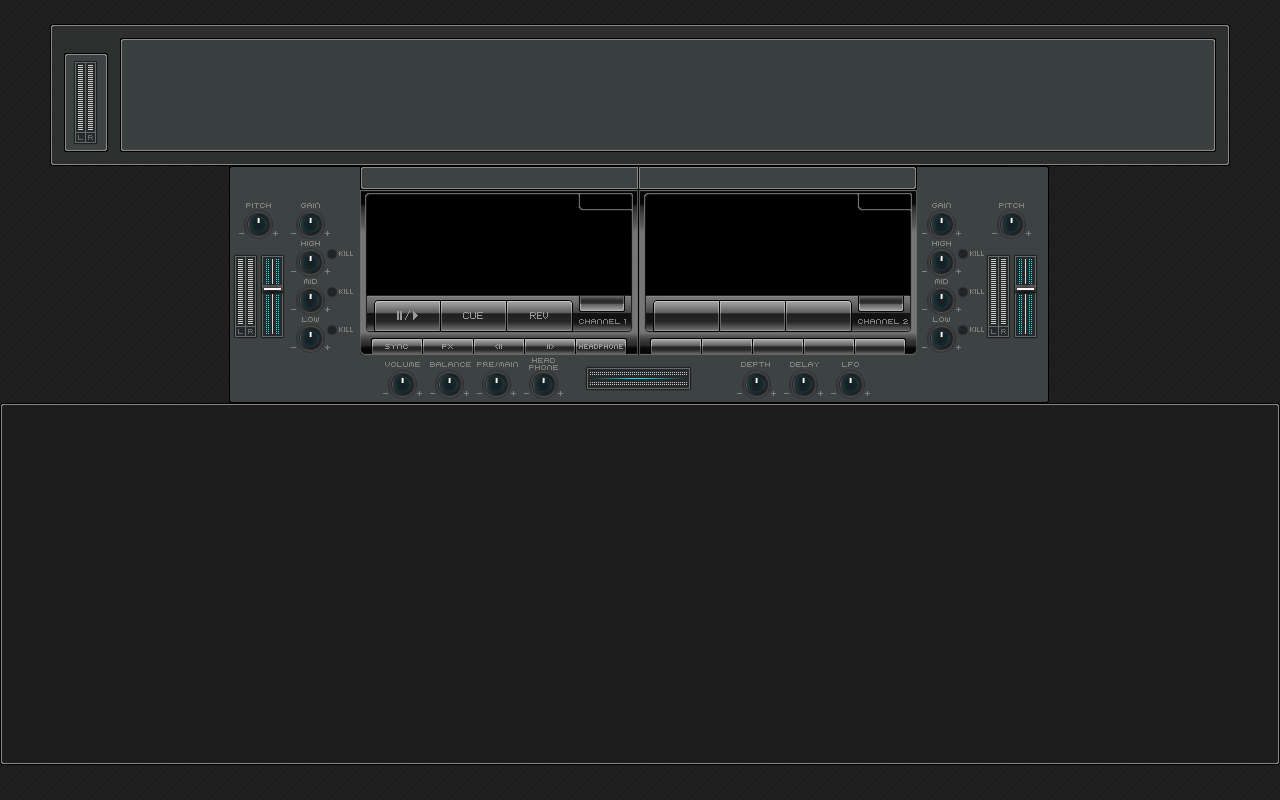 L R
PITCH GAIN GAIN PITCH
HIGH KILL HIGH KILL
MID KILL MID KILL
LOW KILL LOW KILL
L R L R
II/▶ CUE REV CHANNEL 1 CHANNEL 2
SYNC FX <II II> HEADPHONE
VOLUME BALANCE PRE/MAIN HEAD PHONE DEPTH DELAY LFO